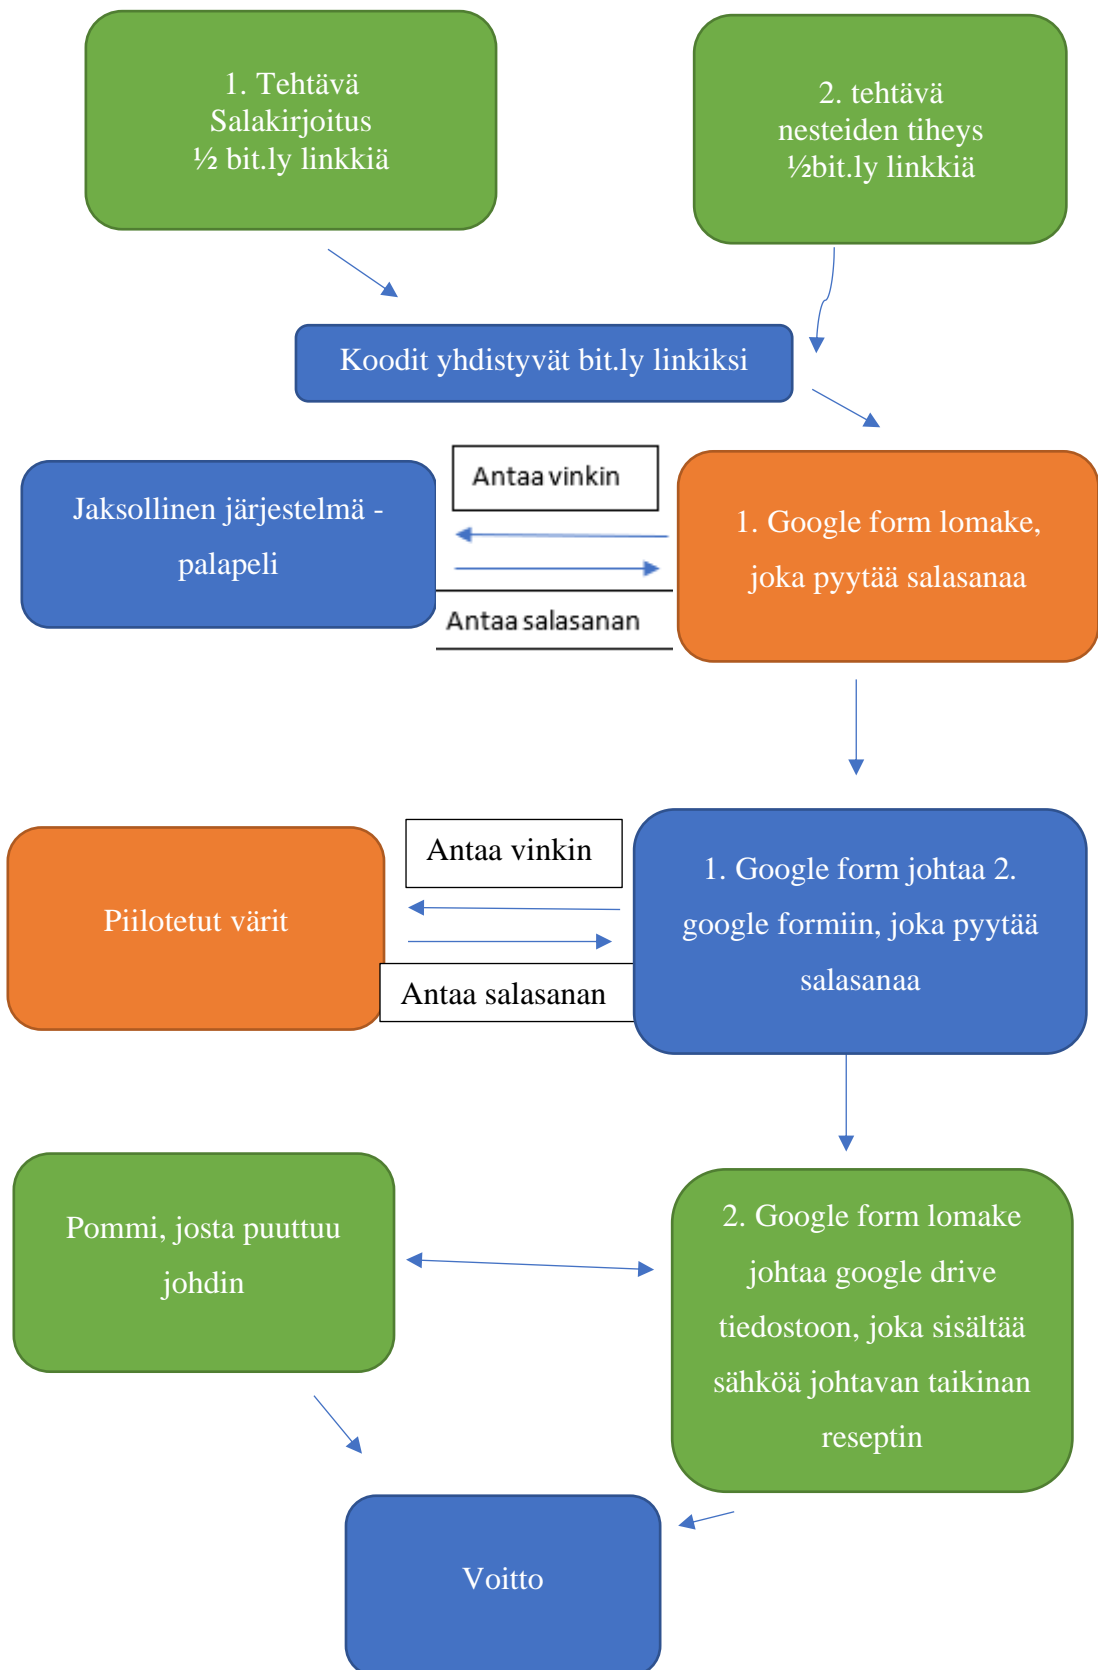 1. Tehtävä
Salakirjoitus
½ bit.ly linkkiä
2. tehtävä
nesteiden tiheys
½bit.ly linkkiä
Koodit yhdistyvät bit.ly linkiksi
Jaksollinen järjestelmä -
palapeli
Antaa vinkin
Antaa salasanan
1. Google form lomake,
joka pyytää salasanaa
Piilotetut värit
Antaa vinkin
Antaa salasanan
1. Google form johtaa 2.
google formiin, joka pyytää
salasanaa
Pommi, josta puuttuu
johdin
2. Google form lomake
johtaa google drive
tiedostoon, joka sisältää
sähköä johtavan taikinan
reseptin
Voitto